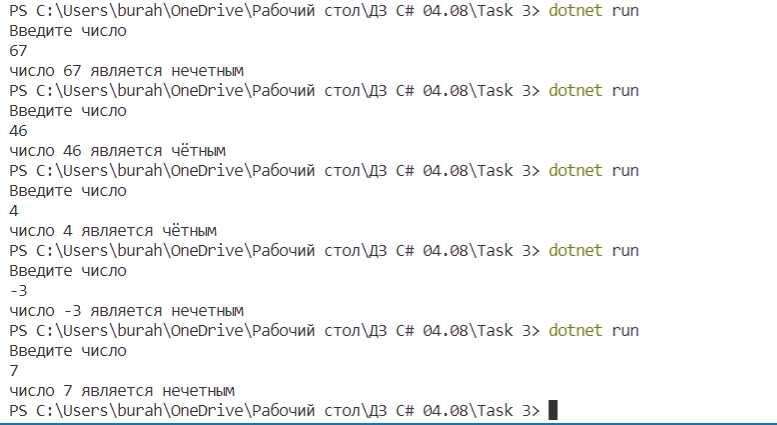 PS C:\Users\burah\OneDrive\Рабочий стол\ДЗ C# 04.08\Task 3> dotnet run
Введите число
67
число 67 является нечетным
PS C:\Users\burah\OneDrive\Рабочий стол\ДЗ C# 04.08\Task 3> dotnet run
Введите число
46
число 46 является чётным
PS C:\Users\burah\OneDrive\Рабочий стол\ДЗ C# 04.08\Task 3> dotnet run
Введите число
4
число 4 является чётным
PS C:\Users\burah\OneDrive\Рабочий стол\ДЗ C# 04.08\Task 3> dotnet run
Введите число
-3
число -3 является нечетным
PS C:\Users\burah\OneDrive\Рабочий стол\ДЗ C# 04.08\Task 3> dotnet run
Введите число
7
число 7 является нечетным
PS C:\Users\burah\OneDrive\Рабочий стол\ДЗ C# 04.08\Task 3>